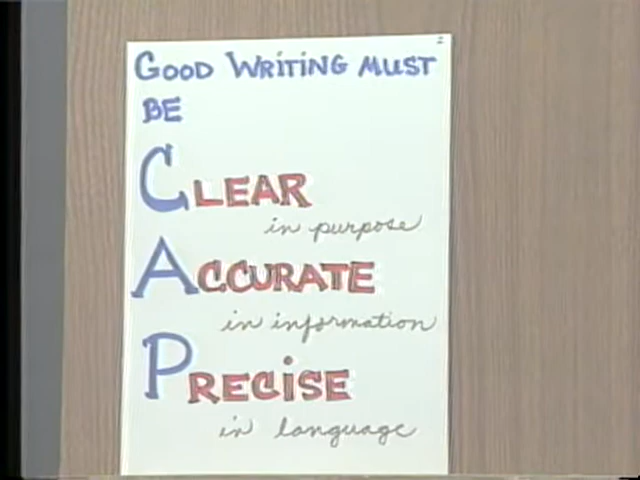 GOOD WRiTiNG MUST
BE
CLEAR
in purpose
ACCURATE
in information
PRECiSE
in language